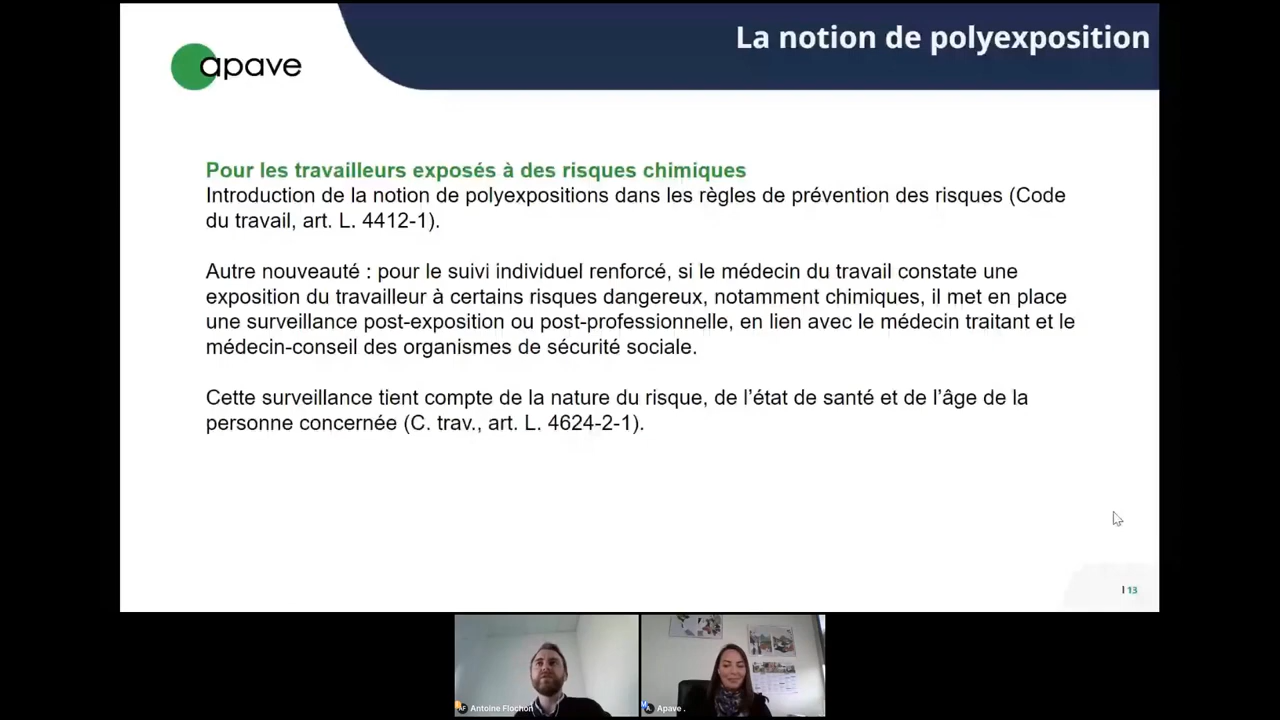 La notion de polyexposition
apave
Pour les travailleurs exposés à des risques chimiques
Introduction de la notion de polyexpositions dans les règles de prévention des risques (Code
du travail, art. L. 4412-1).
Autre nouveauté : pour le suivi individuel renforcé, si le médecin du travail constate une
exposition du travailleur à certains risques dangereux, notamment chimiques, il met en place
une surveillance post-exposition ou post-professionnelle, en lien avec le médecin traitant et le
médecin-conseil des organismes de sécurité sociale.
Cette surveillance tient compte de la nature du risque, de l’état de santé et de l’âge de la
personne concernée (C. trav., art. L. 4624-2-1).
I 13
AF Antoine Flochon
A. Apave .